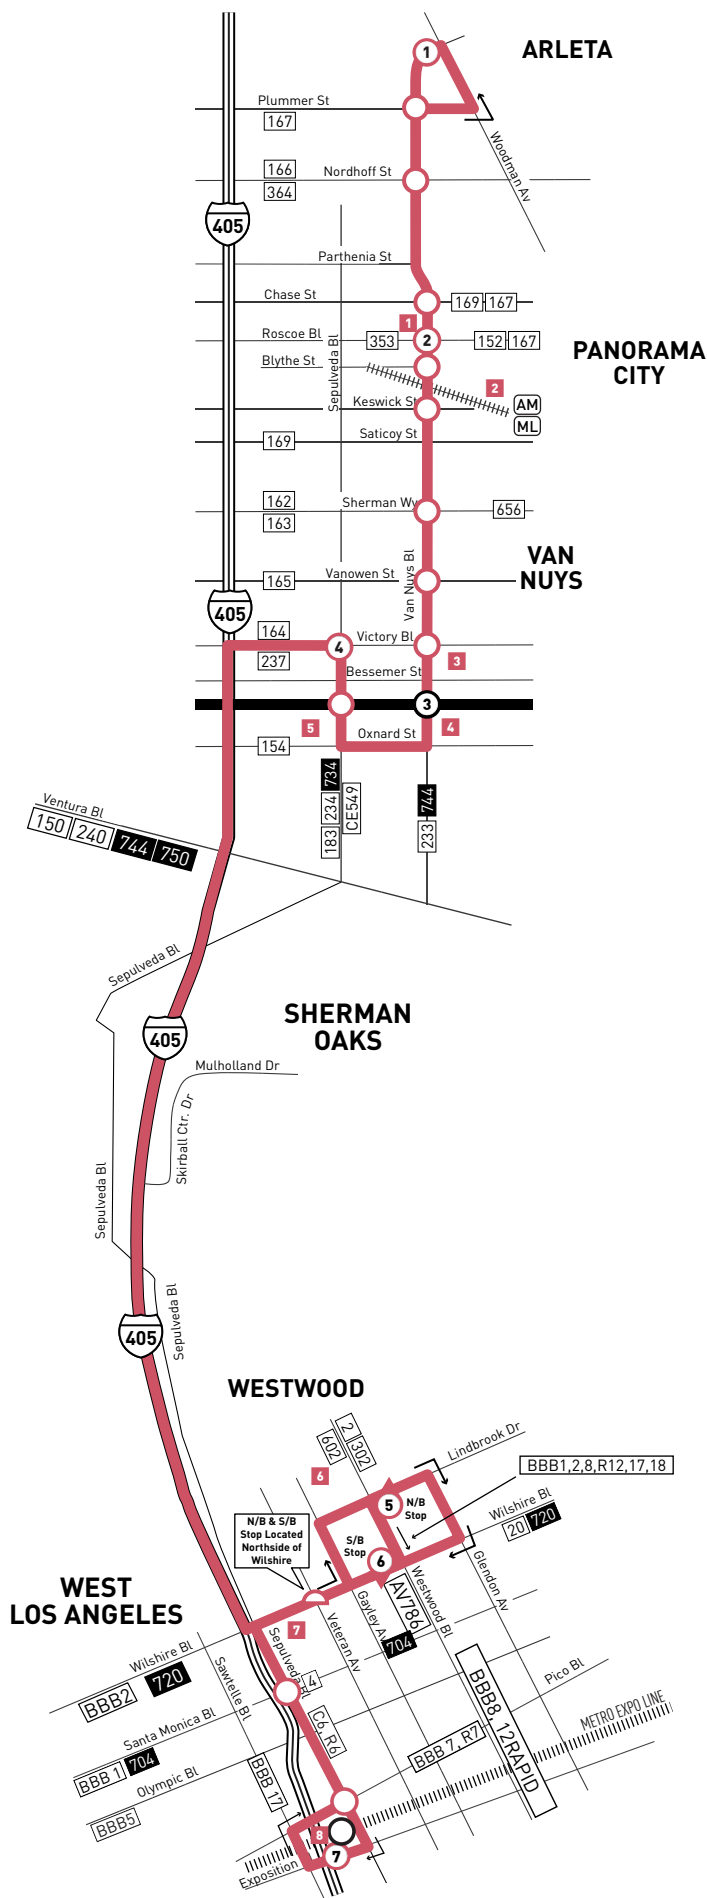 1
ARLETA
Plummer St
167
Woodman Av
166
Nordhoff St
364
405
Parthenia St
Chase St
169 167
1
Roscoe Bl
353
2
152 167
Sepulveda Bl
Blythe St
PANORAMA
CITY
2
Keswick St
AM
ML
Saticoy St
169
162
Sherman Wy
163
656
Van Nuys Bl
VAN
NUYS
Vanowen St
165
405
164
Victory Bl
4
237
3
Bessemer St
3
5
4
Oxnard St
154
734
183 234
CE549
744
233
Ventura Bl
150 240 744 750
Sepulveda Bl
SHERMAN
OAKS
405
Mulholland Dr
Skirball Ctr. Dr
Sepulveda Bl
Sepulveda Bl
405
WESTWOOD
2 302
602
Lindbrook Dr
6
BBB1,2,8,R12,17,18
5
N/B
Stop
Wilshire Bl
20 720
N/B & S/B
Stop Located
Northside of
Wilshire
S/B
Stop
6
Glendon Av
WEST
LOS ANGELES
AV786
Westwood Bl
Gayley Av
704
7
Veteran Av
Sepulveda Bl
Wilshire Bl
BBB2 720
Sawtelle Bl
4
Pico Bl
BBB8, 12RAPID
METRO EXPO LINE
Santa Monica Bl
BBB 1 704
C6, R6
BBB 7, R7
Olympic Bl
BBB5
BBB 17
8
7
Exposition